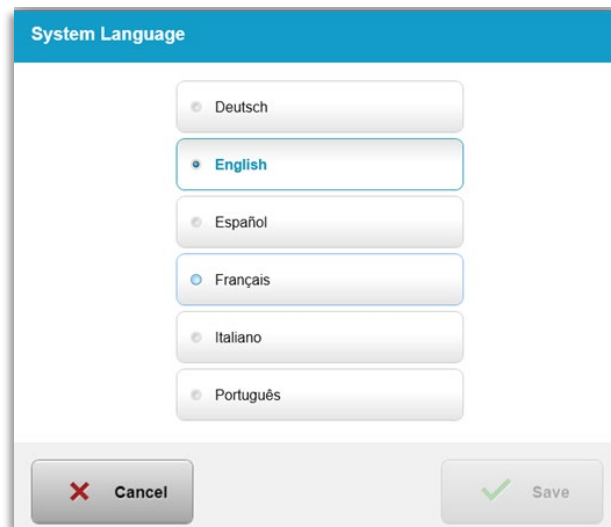 System Language
Deutsch
English
Español
Français
Italiano
Português
Cancel
Save